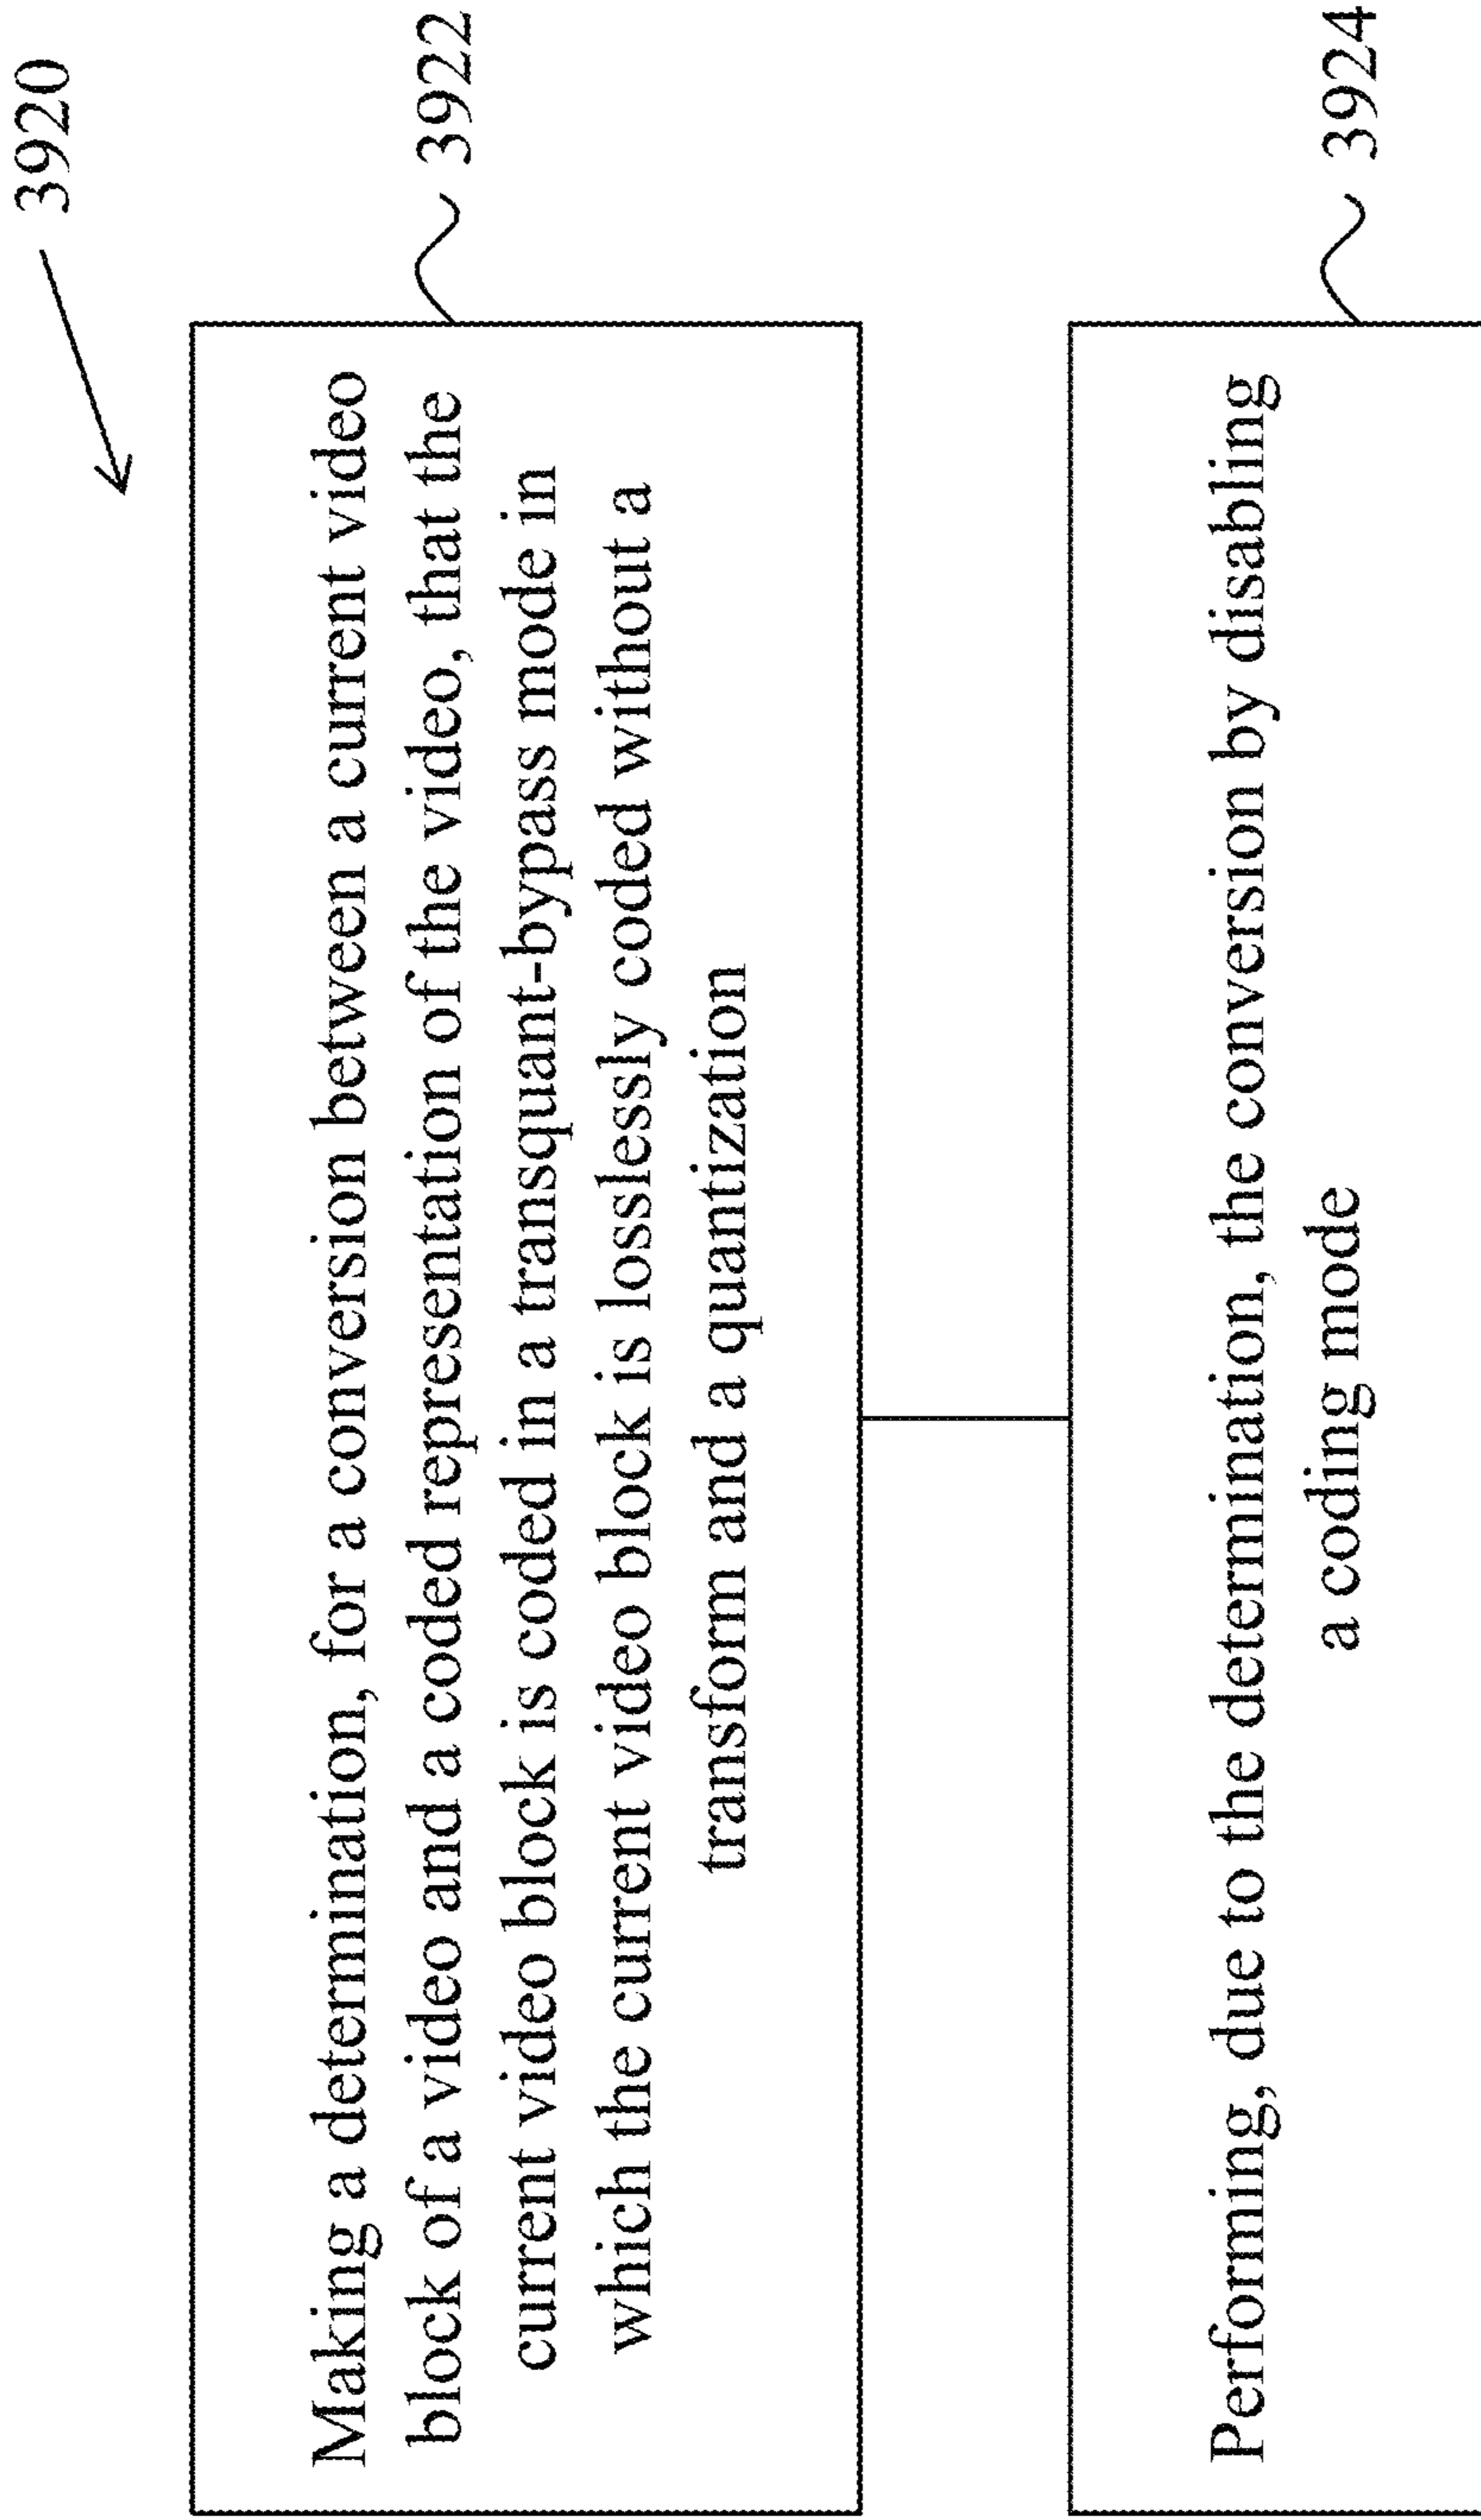 3920
Making a determination, for a conversion between a current video
block of a video and a coded representation of the video, that the
current video block is coded in a transquant-bypass mode in
which the current video block is losslessly coded without a
transform and a quantization
3922
Performing, due to the determination, the conversion by disabling
a coding mode
3924